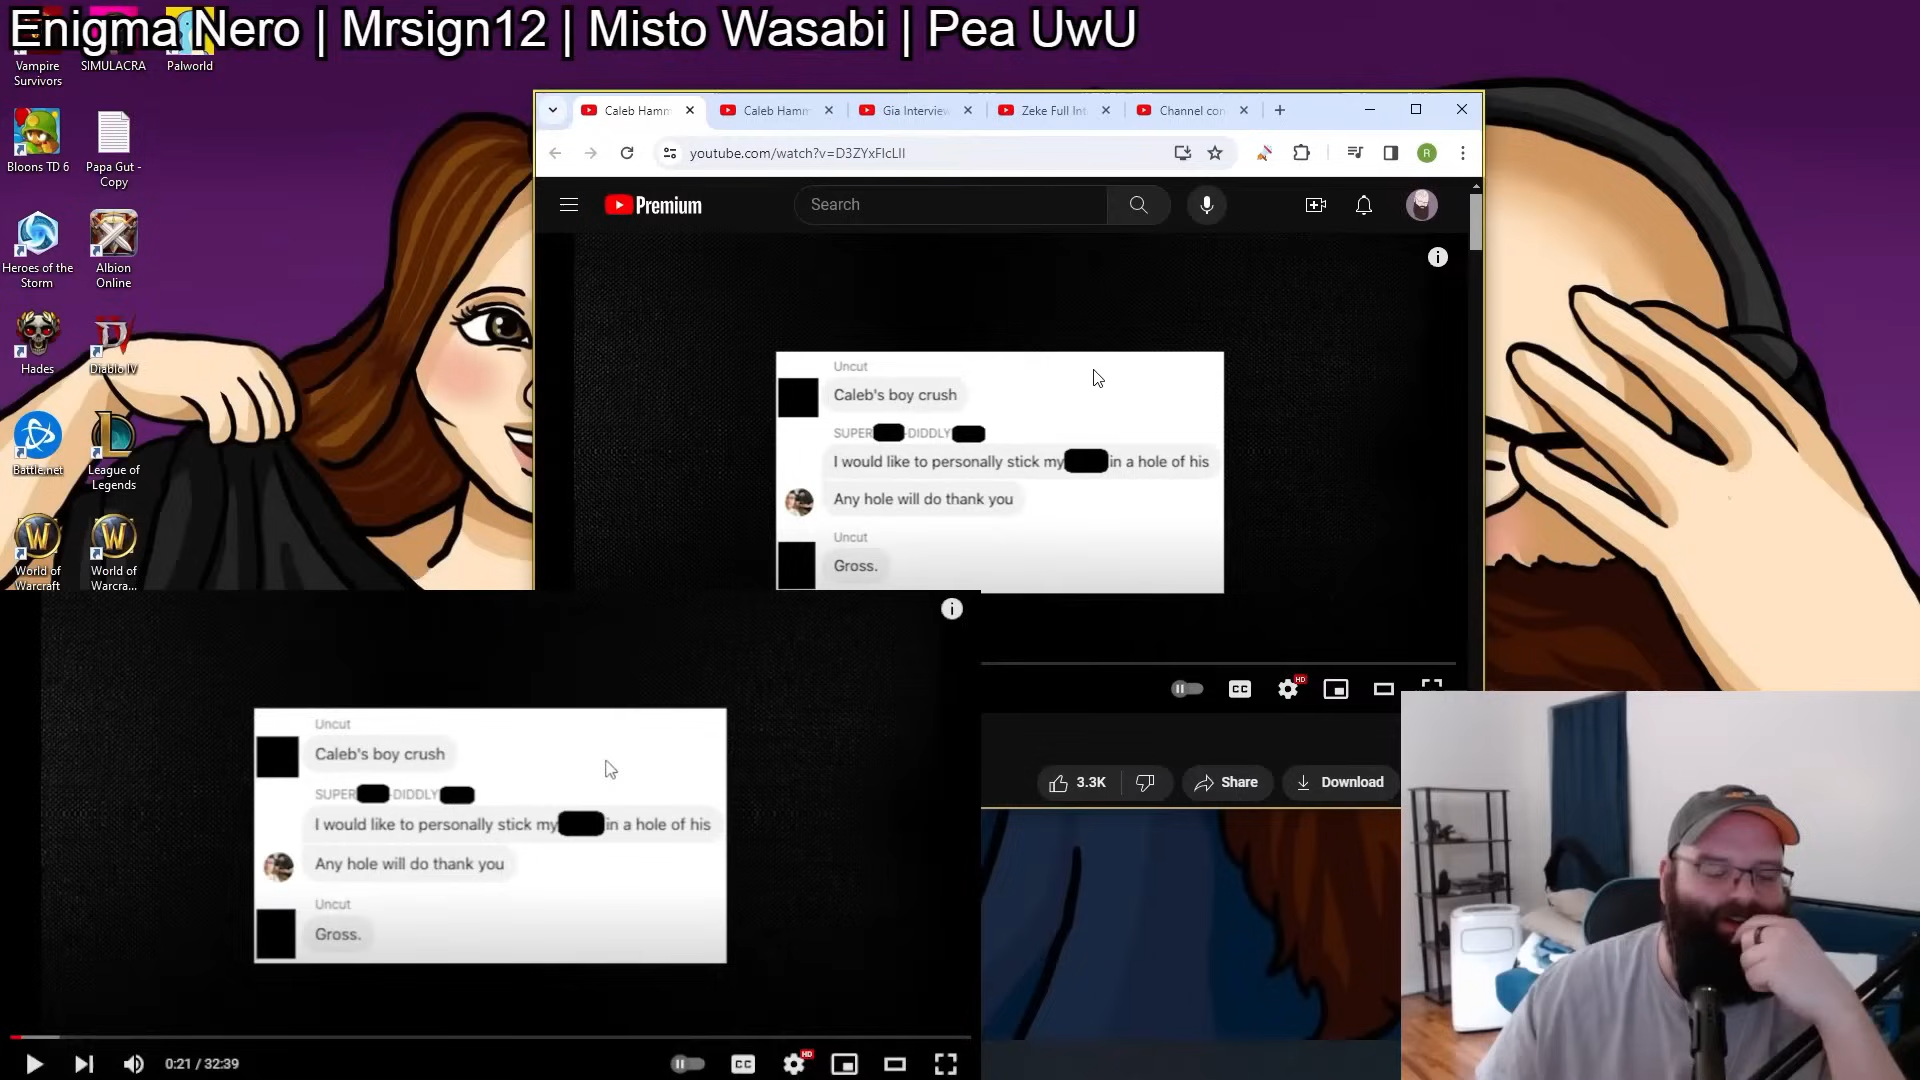 Enigma Nero | Mrsign12 | Misto Wasabi | Pea UwU
Vampire
Survivors
SIMULACRA
Palworld
Bloons TD 6
Papa Gut -
Copy
Heroes of the
Storm
Albion
Online
Hades
Diablo IV
Battle.net
League of
Legends
World of
Warcraft
World of
Warcra...
Caleb Hamm
Caleb Hamm
Gia Interview
Zeke Full Int
Channel con
youtube.com/watch?v=D3ZYxFIcLlI
R
Premium
Search
Uncut
Caleb's boy crush
SUPER DIDDLY
I would like to personally stick my in a hole of his
Any hole will do thank you
Uncut
Gross.
CC
HD
3.3K
Share
Download
Uncut
Caleb's boy crush
SUPER DIDDLY
I would like to personally stick my in a hole of his
Any hole will do thank you
Uncut
Gross.
0:21 / 32:39
CC
HD